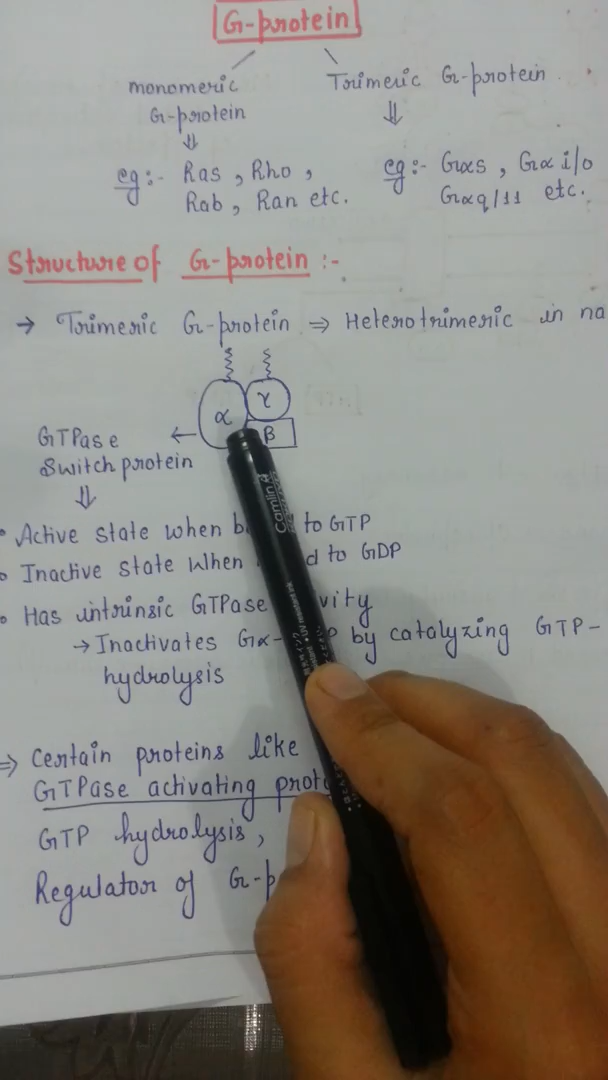 G-protein
monomeric
G-protein
Trimeric G-protein
eg:- Ras, Rho,
Rab, Ran etc.
eg:- Gαs, Gα i/o
Gαq/11 etc.
Structure of G-protein :-
→ Trimeric G-protein ⇒ Heterotrimeric in na
α γ
β
GTPase
Switch protein
• Active state when b to GTP
• Inactive state when d to GDP
• Has intrinsic GTPase vity
→ Inactivates Gα- P by catalyzing GTP-
hydrolysis
⇒ Certain proteins like
GTPase activating prot
GTP hydrolysis,
Regulator of G-p
Camlin